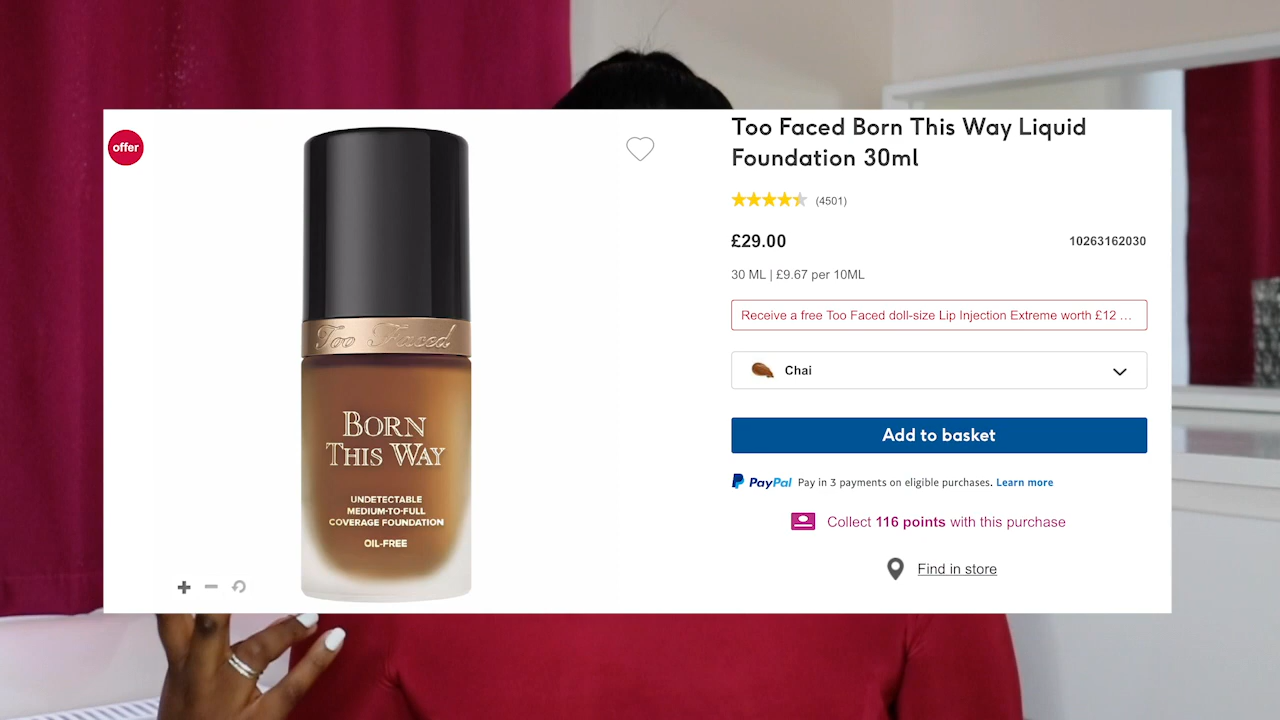 offer
Too Faced
BORN
THIS WAY
UNDETECTABLE
MEDIUM-TO-FULL
COVERAGE FOUNDATION
OIL-FREE
Too Faced Born This Way Liquid
Foundation 30ml
(4501)
£29.00
10263162030
30 ML | £9.67 per 10ML
Receive a free Too Faced doll-size Lip Injection Extreme worth £12 ...
Chai
Add to basket
PayPal Pay in 3 payments on eligible purchases. Learn more
Collect 116 points with this purchase
Find in store